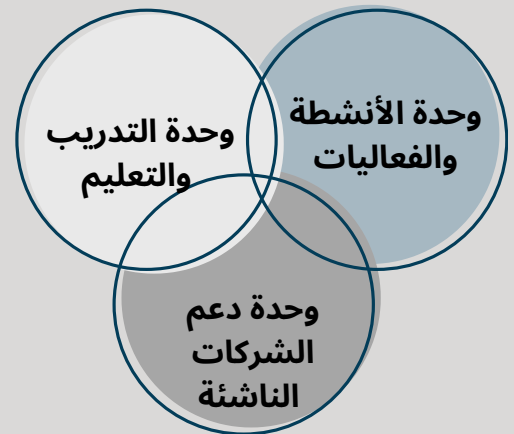 وحدة الأنشطة
والفعاليات
وحدة التدريب
والتعليم
وحدة دعم
الشركات
الناشئة